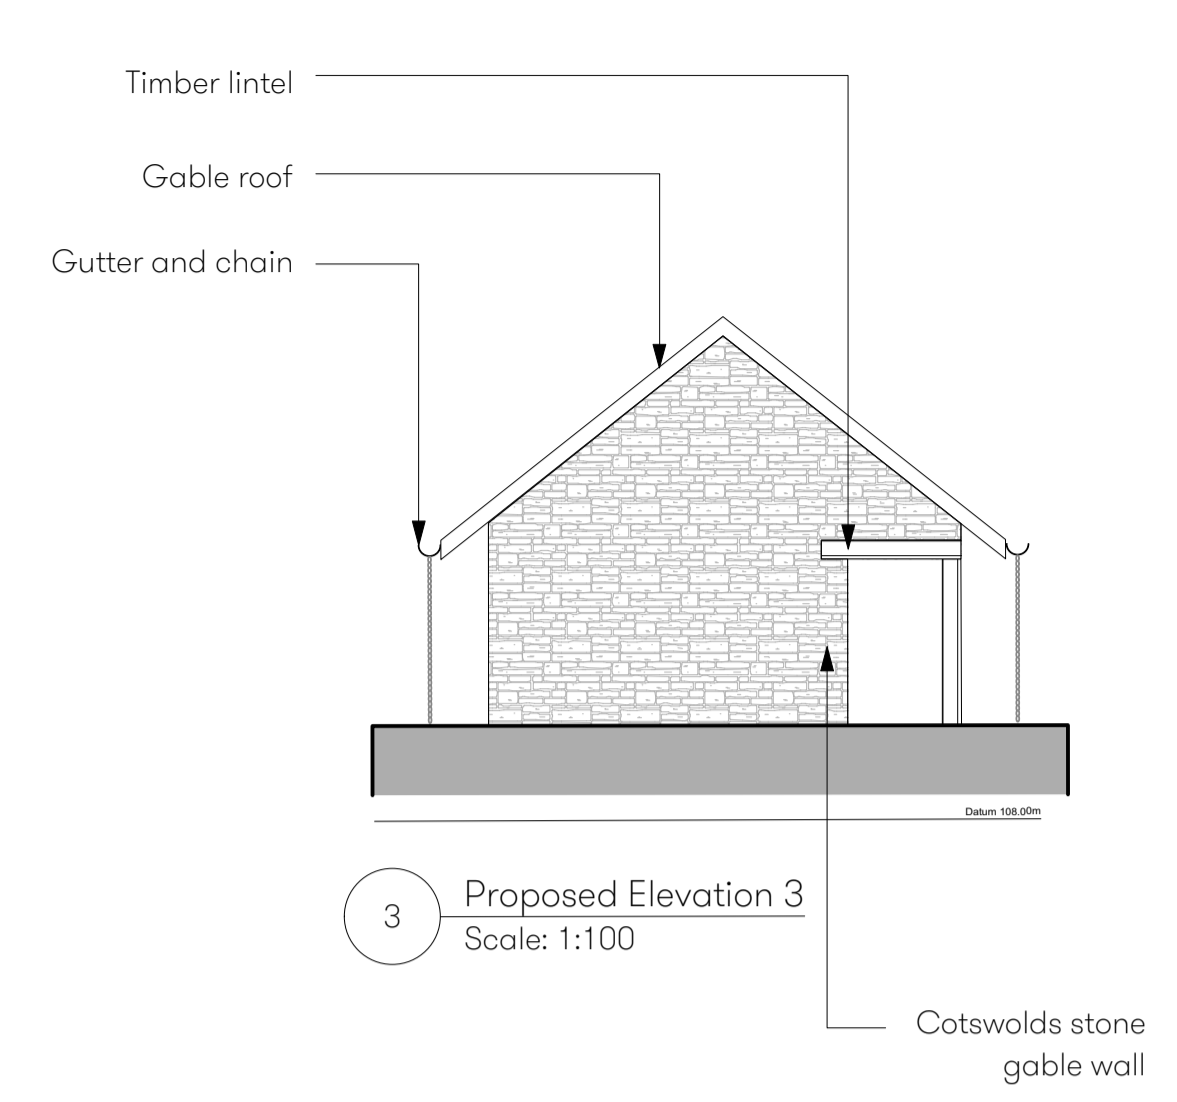 Timber lintel
Gable roof
Gutter and chain
Datum 108.00m
3
Proposed Elevation 3
Scale: 1:100
Cotswolds stone
gable wall